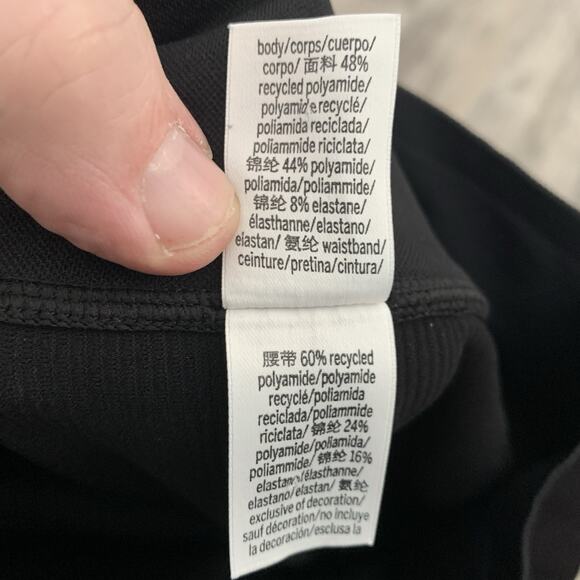 body/corps/cuerpo/
corpo/ 面料 48%
recycled polyamide/
polyamide recyclé/
poliamida reciclada/
poliammide riciclata/
锦纶 44% polyamide/
poliamida/poliammide/
锦纶 8% elastane/
élasthanne/elastano/
elastan/ 氨纶 waistband/
ceinture/pretina/cintura/
腰带 60% recycled
polyamide/polyamide
recyclé/poliamida
reciclada/poliammide
riciclata/ 锦纶 24%
polyamide/poliamida/
poliammide/ 锦纶 16%
elastane/élasthanne/
elastano/elastan/ 氨纶
exclusive of decoration/
sauf décoration/no incluye
la decoración/esclusa la